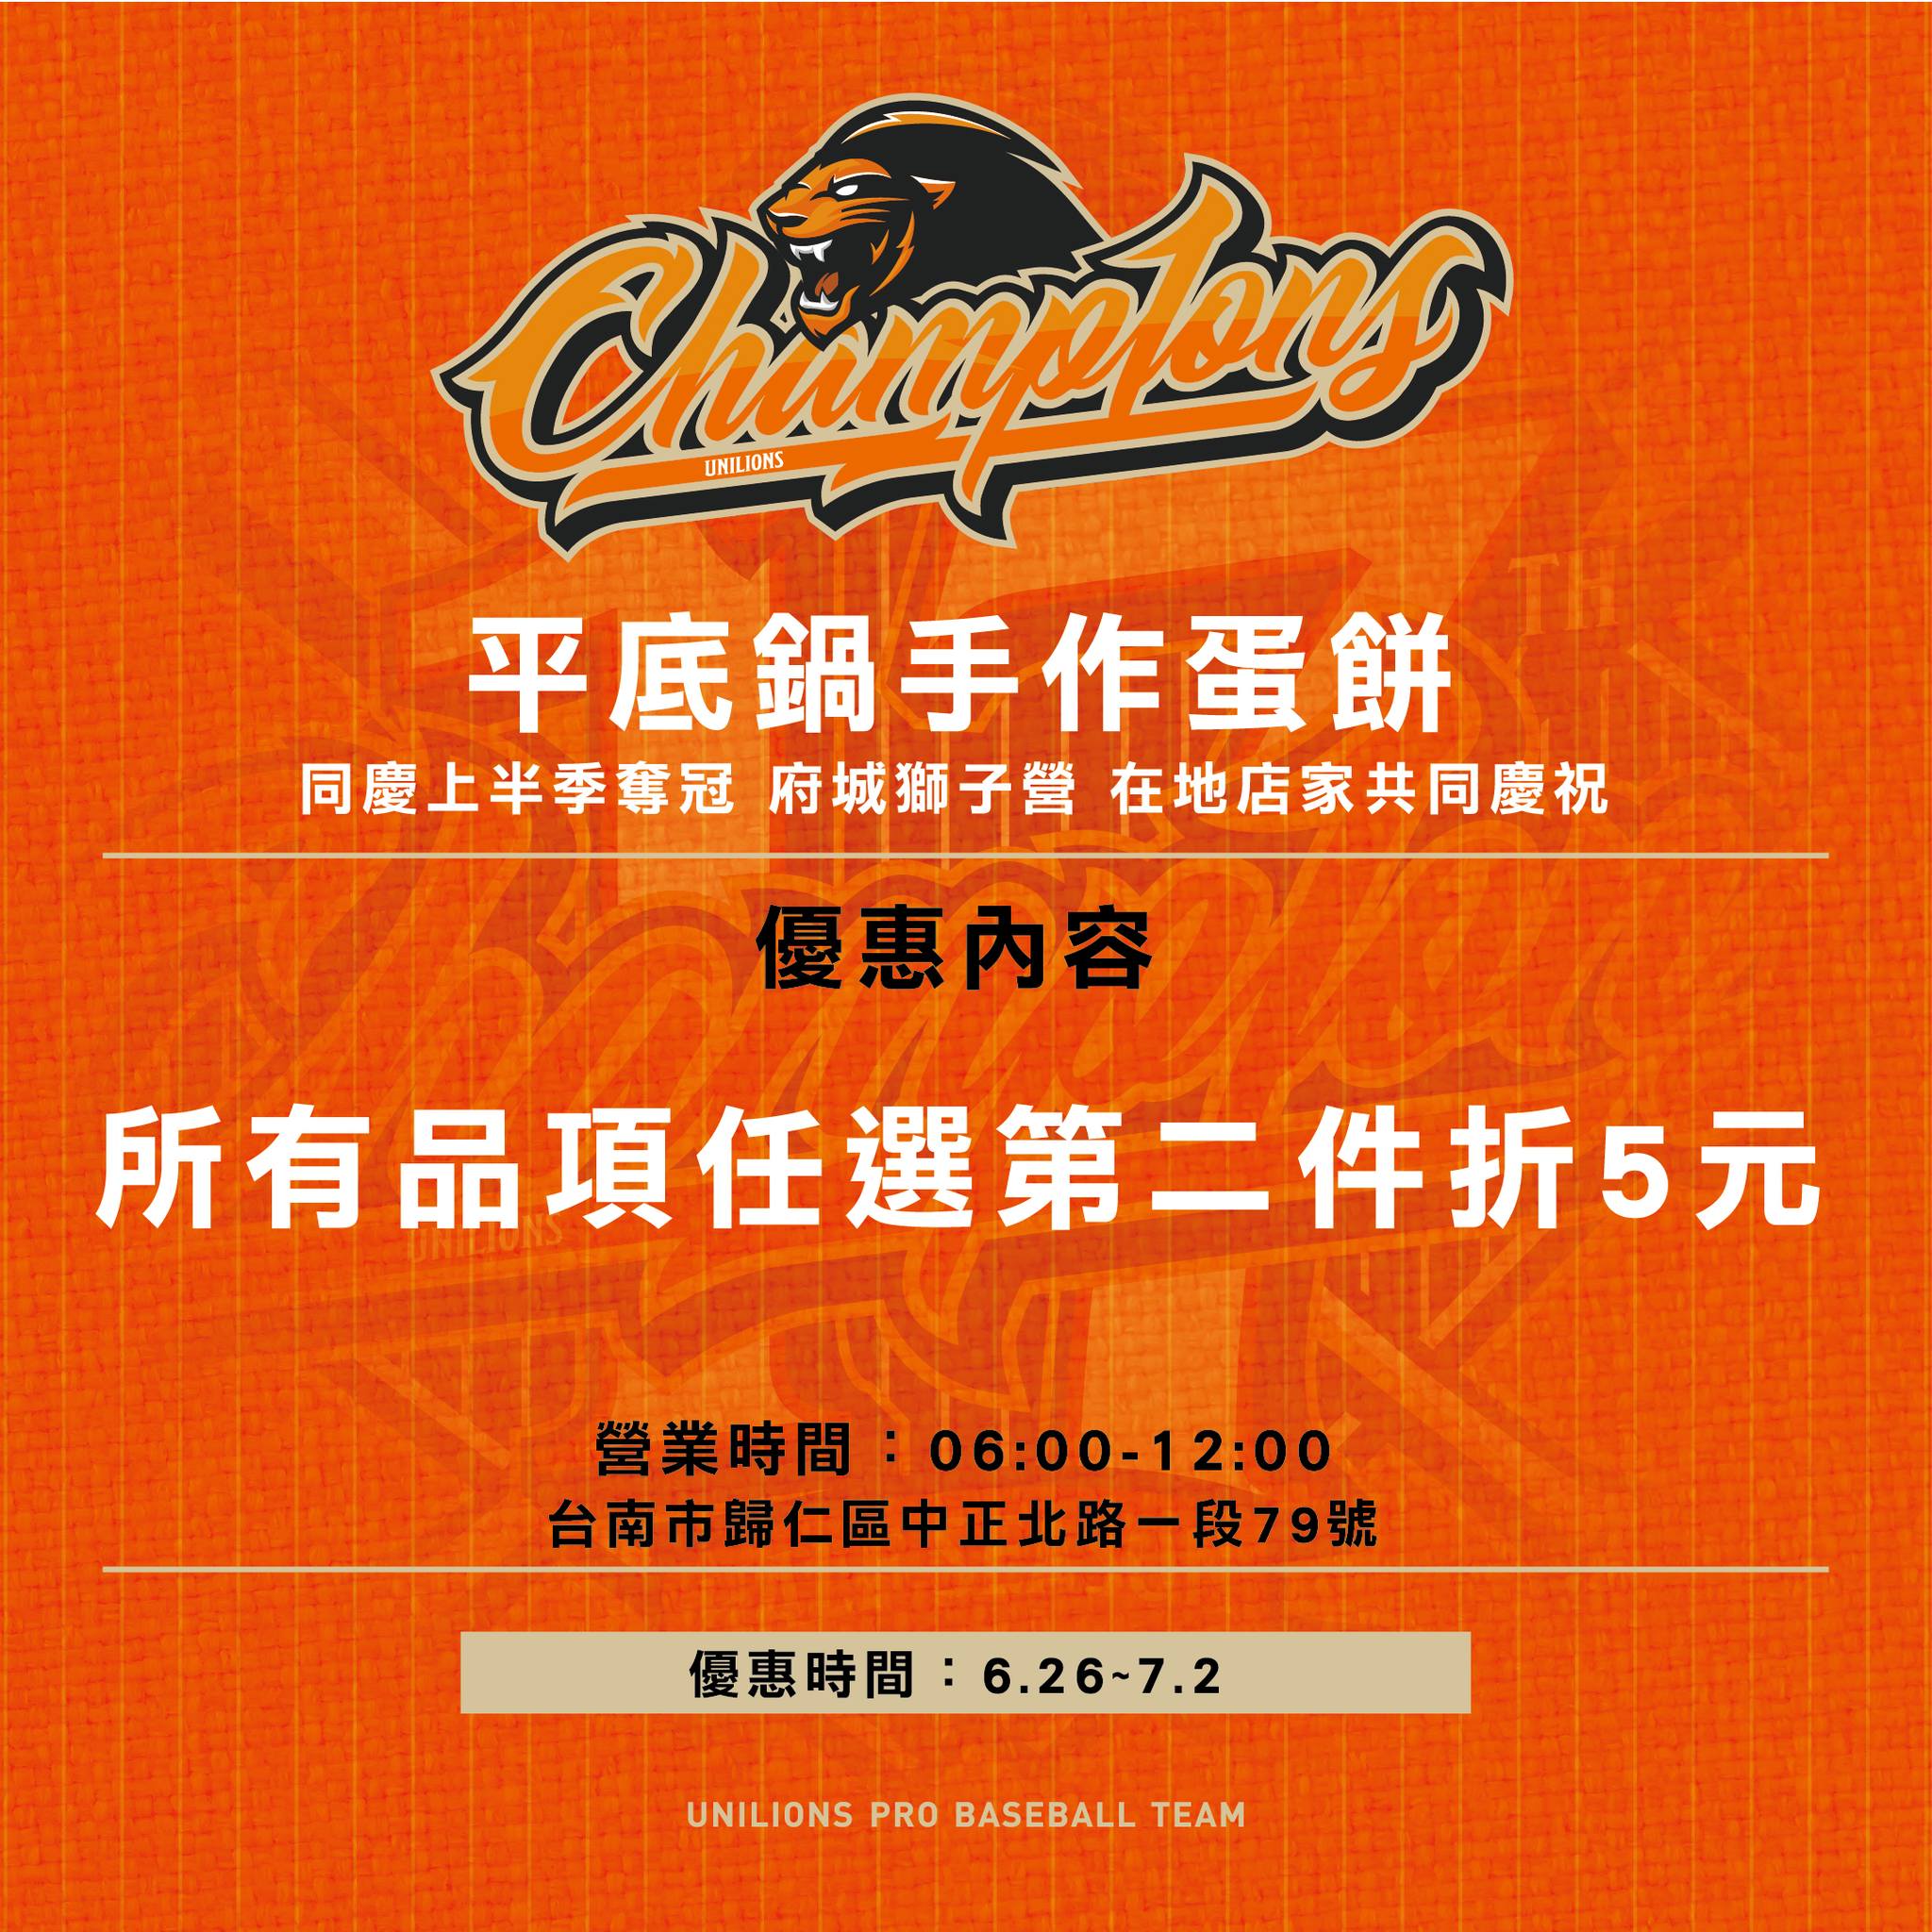 Champ1ons
UNILIONS
17TH
平底鍋手作蛋餅
同慶上半季奪冠 府城獅子營 在地店家共同慶祝
優惠內容
所有品項任選第二件折5元
UNILIONS
營業時間：06:00-12:00
台南市歸仁區中正北路一段79號
優惠時間：6.26~7.2
UNILIONS PRO BASEBALL TEAM